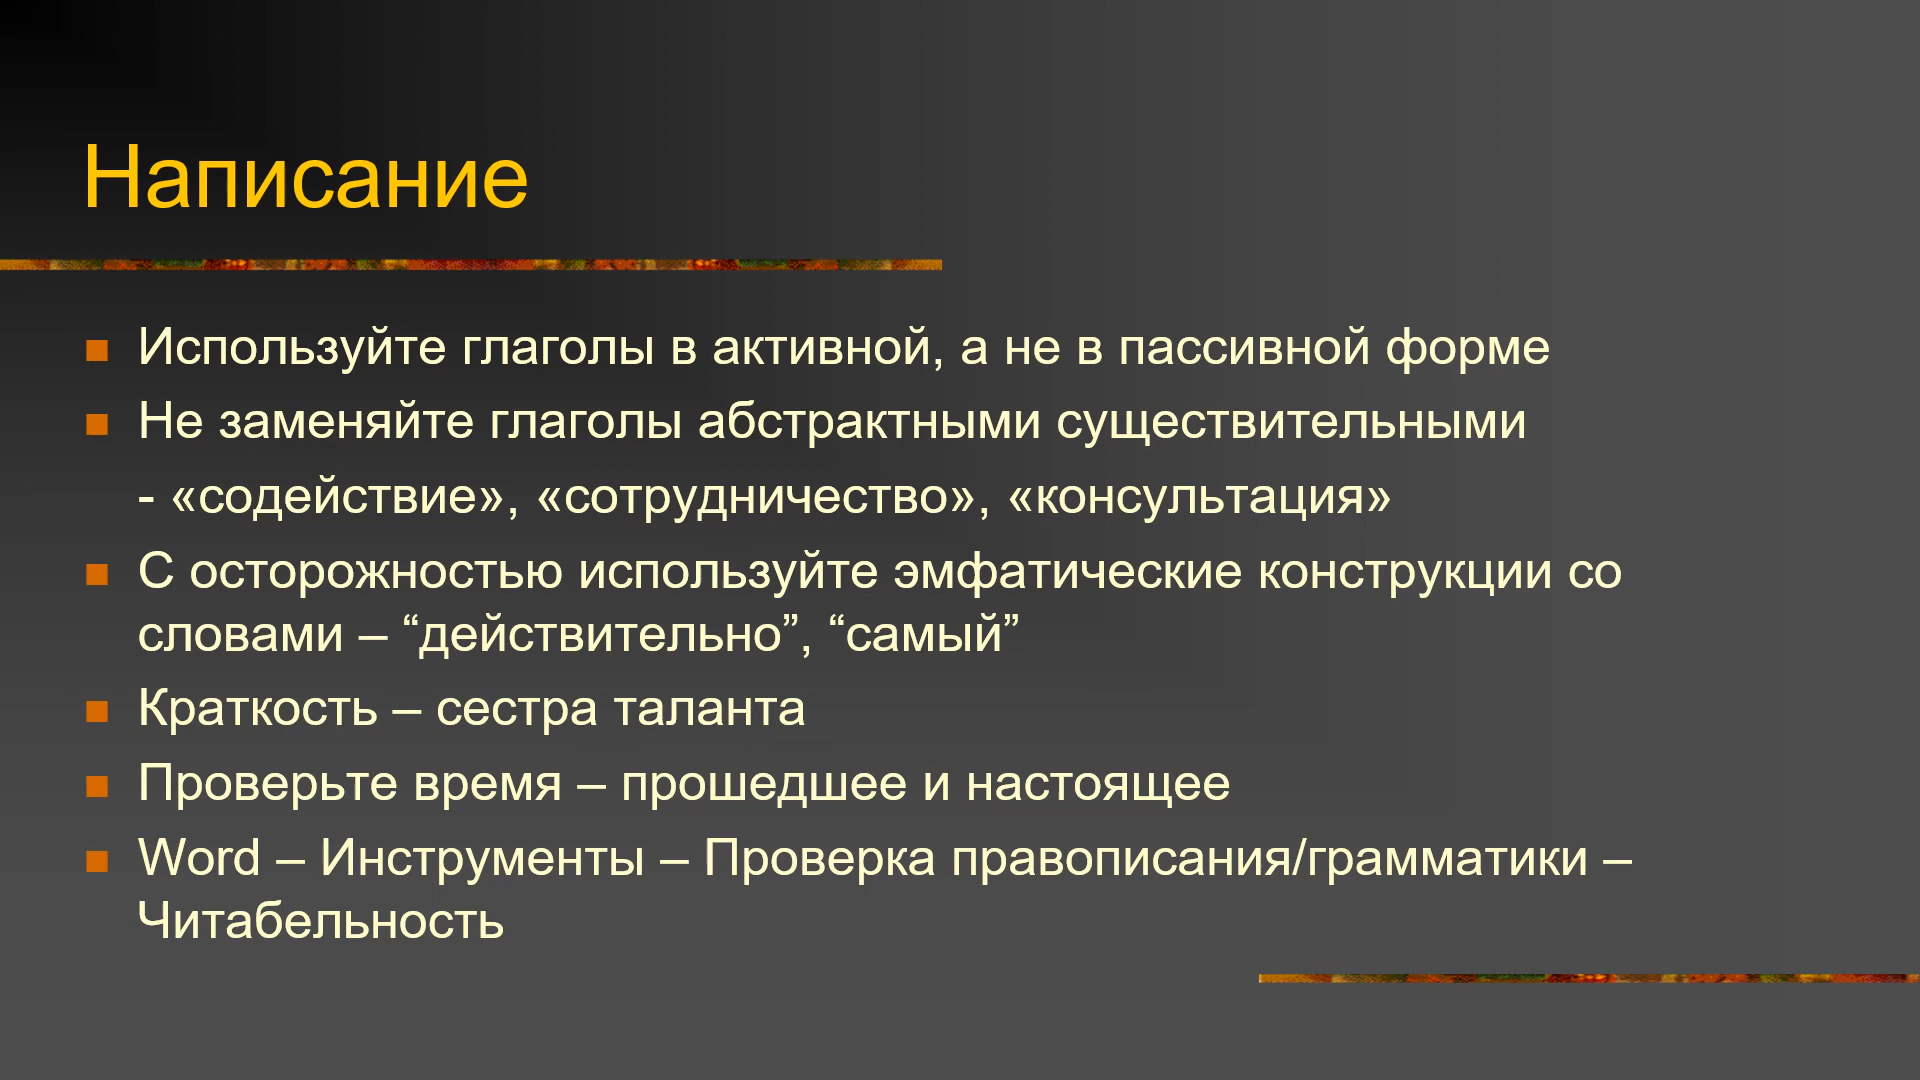 Написание
Используйте глаголы в активной, а не в пассивной форме
Не заменяйте глаголы абстрактными существительными
- «содействие», «сотрудничество», «консультация»
С осторожностью используйте эмфатические конструкции со
словами – “действительно”, “самый”
Краткость – сестра таланта
Проверьте время – прошедшее и настоящее
Word – Инструменты – Проверка правописания/грамматики –
Читабельность